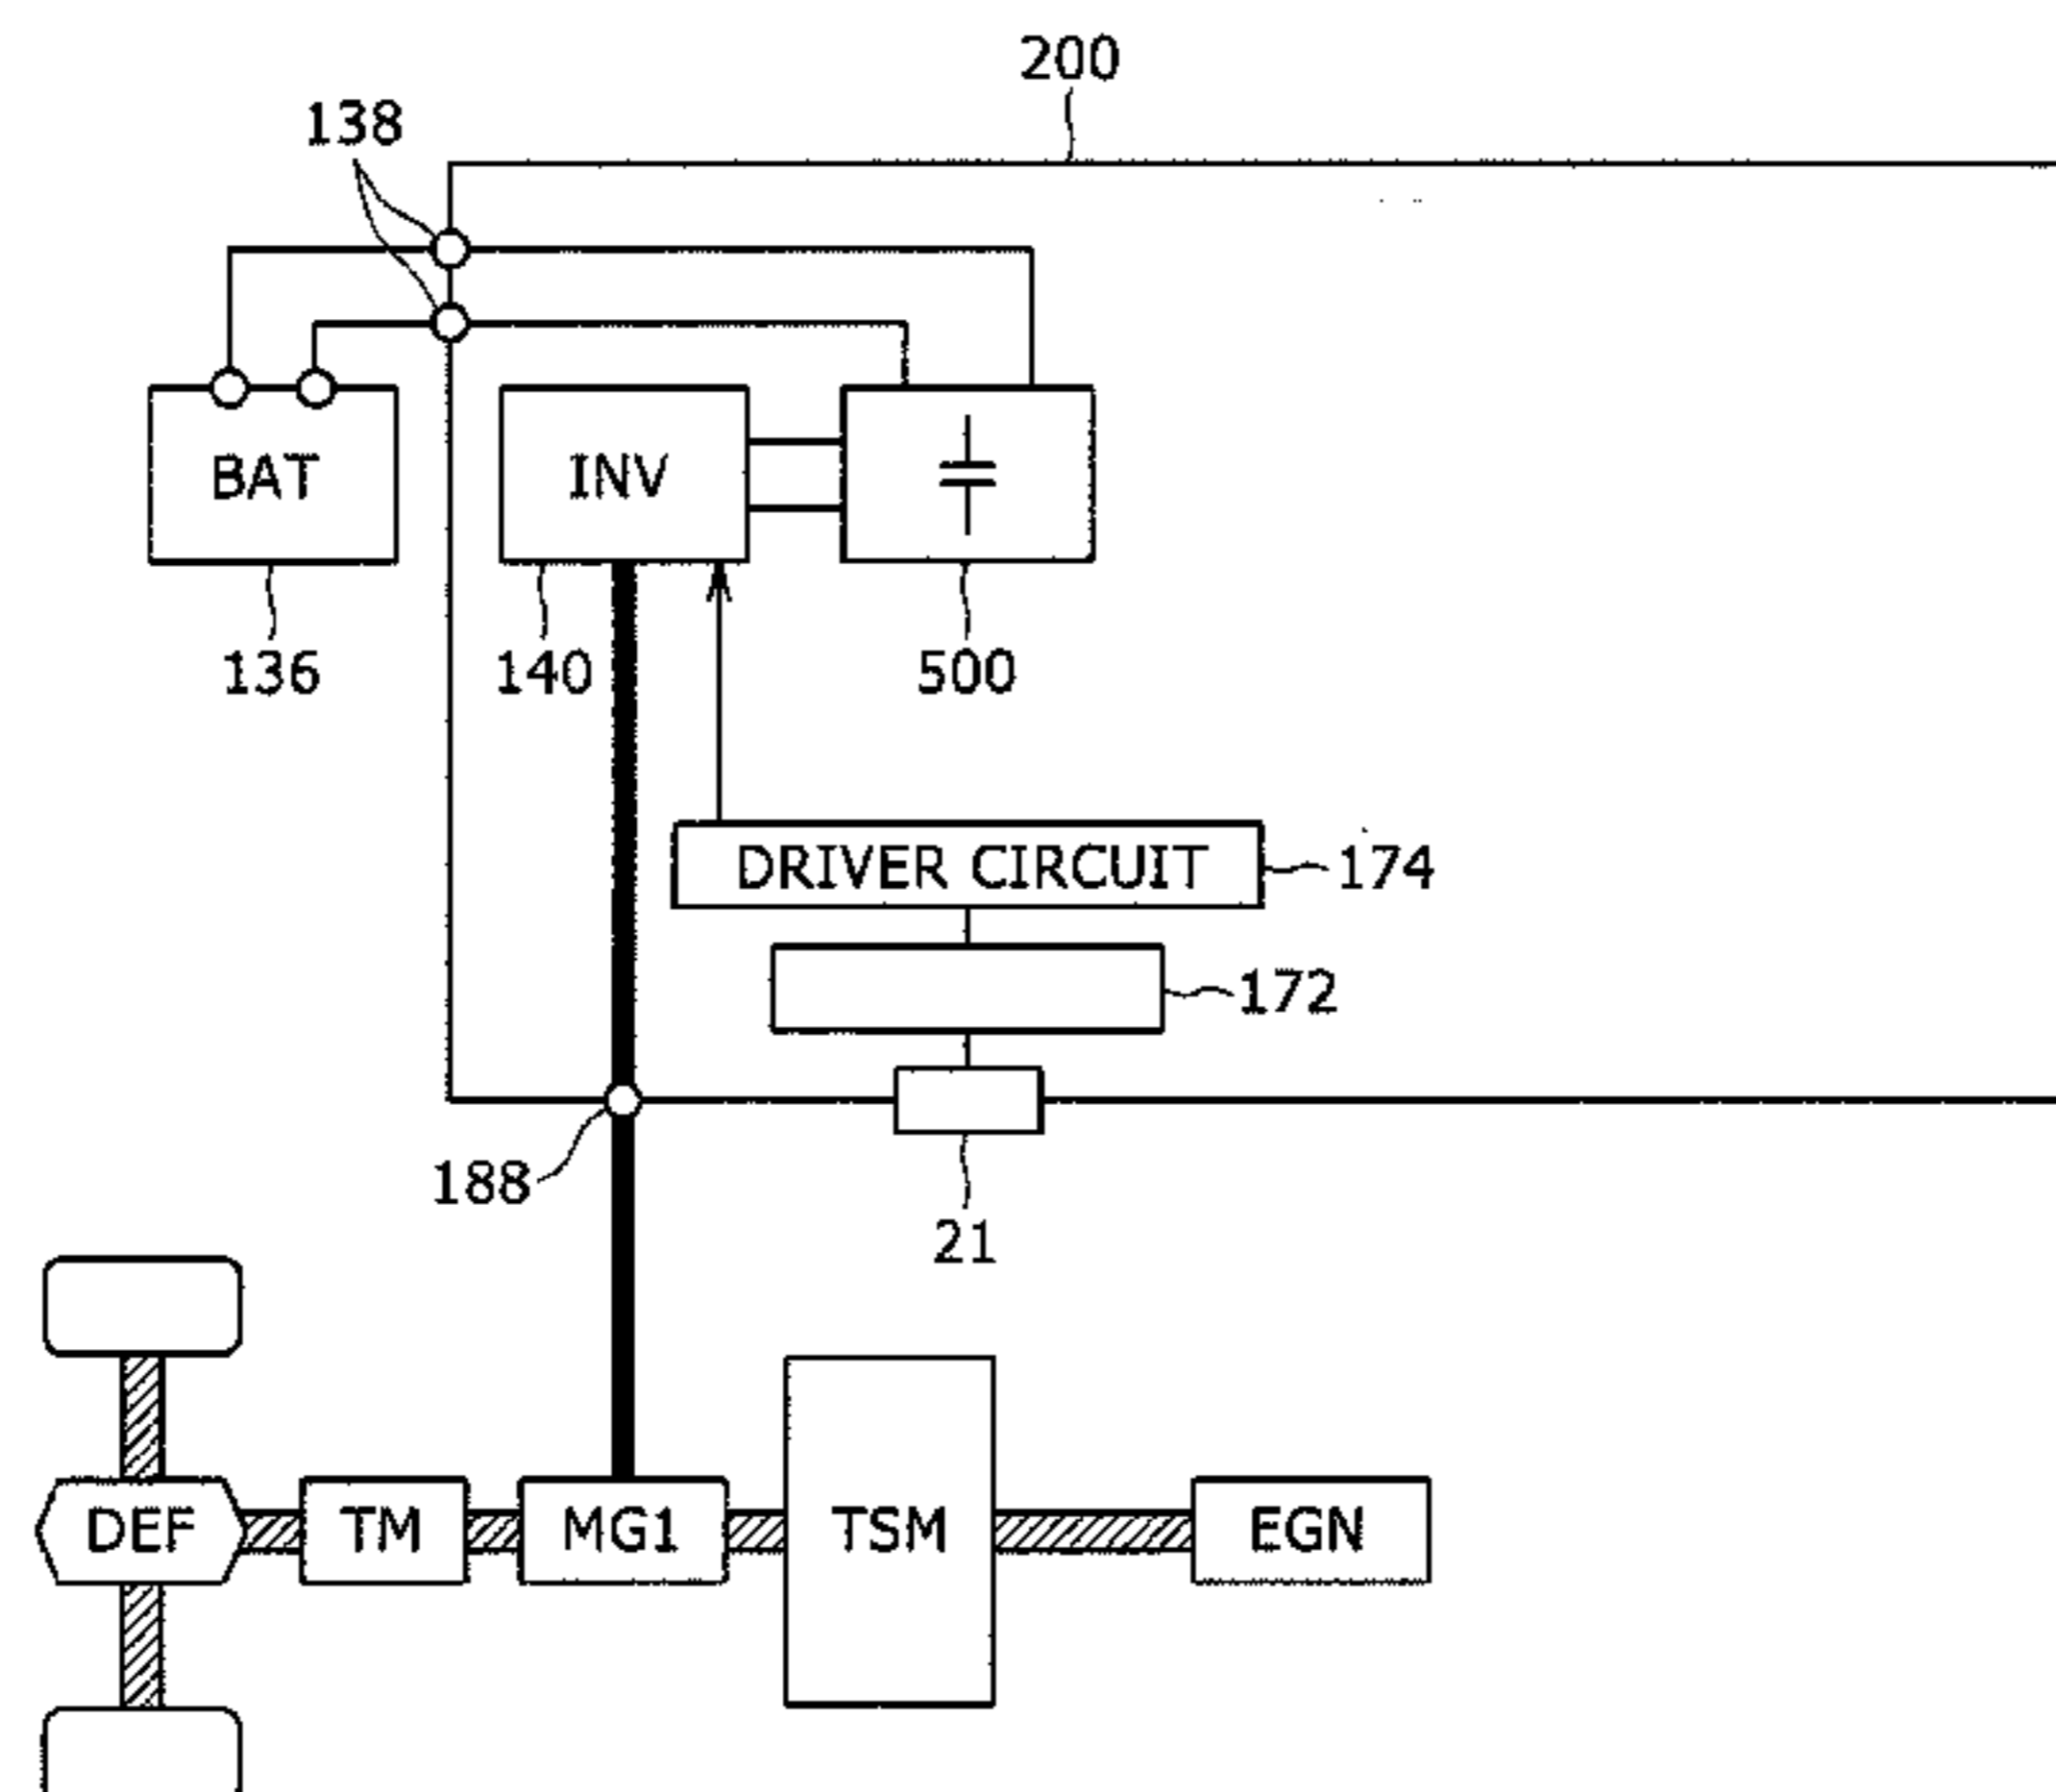 200
138
BAT
INV
136
140
500
DRIVER CIRCUIT
174
172
188
21
DEF
TM
MG1
TSM
EGN